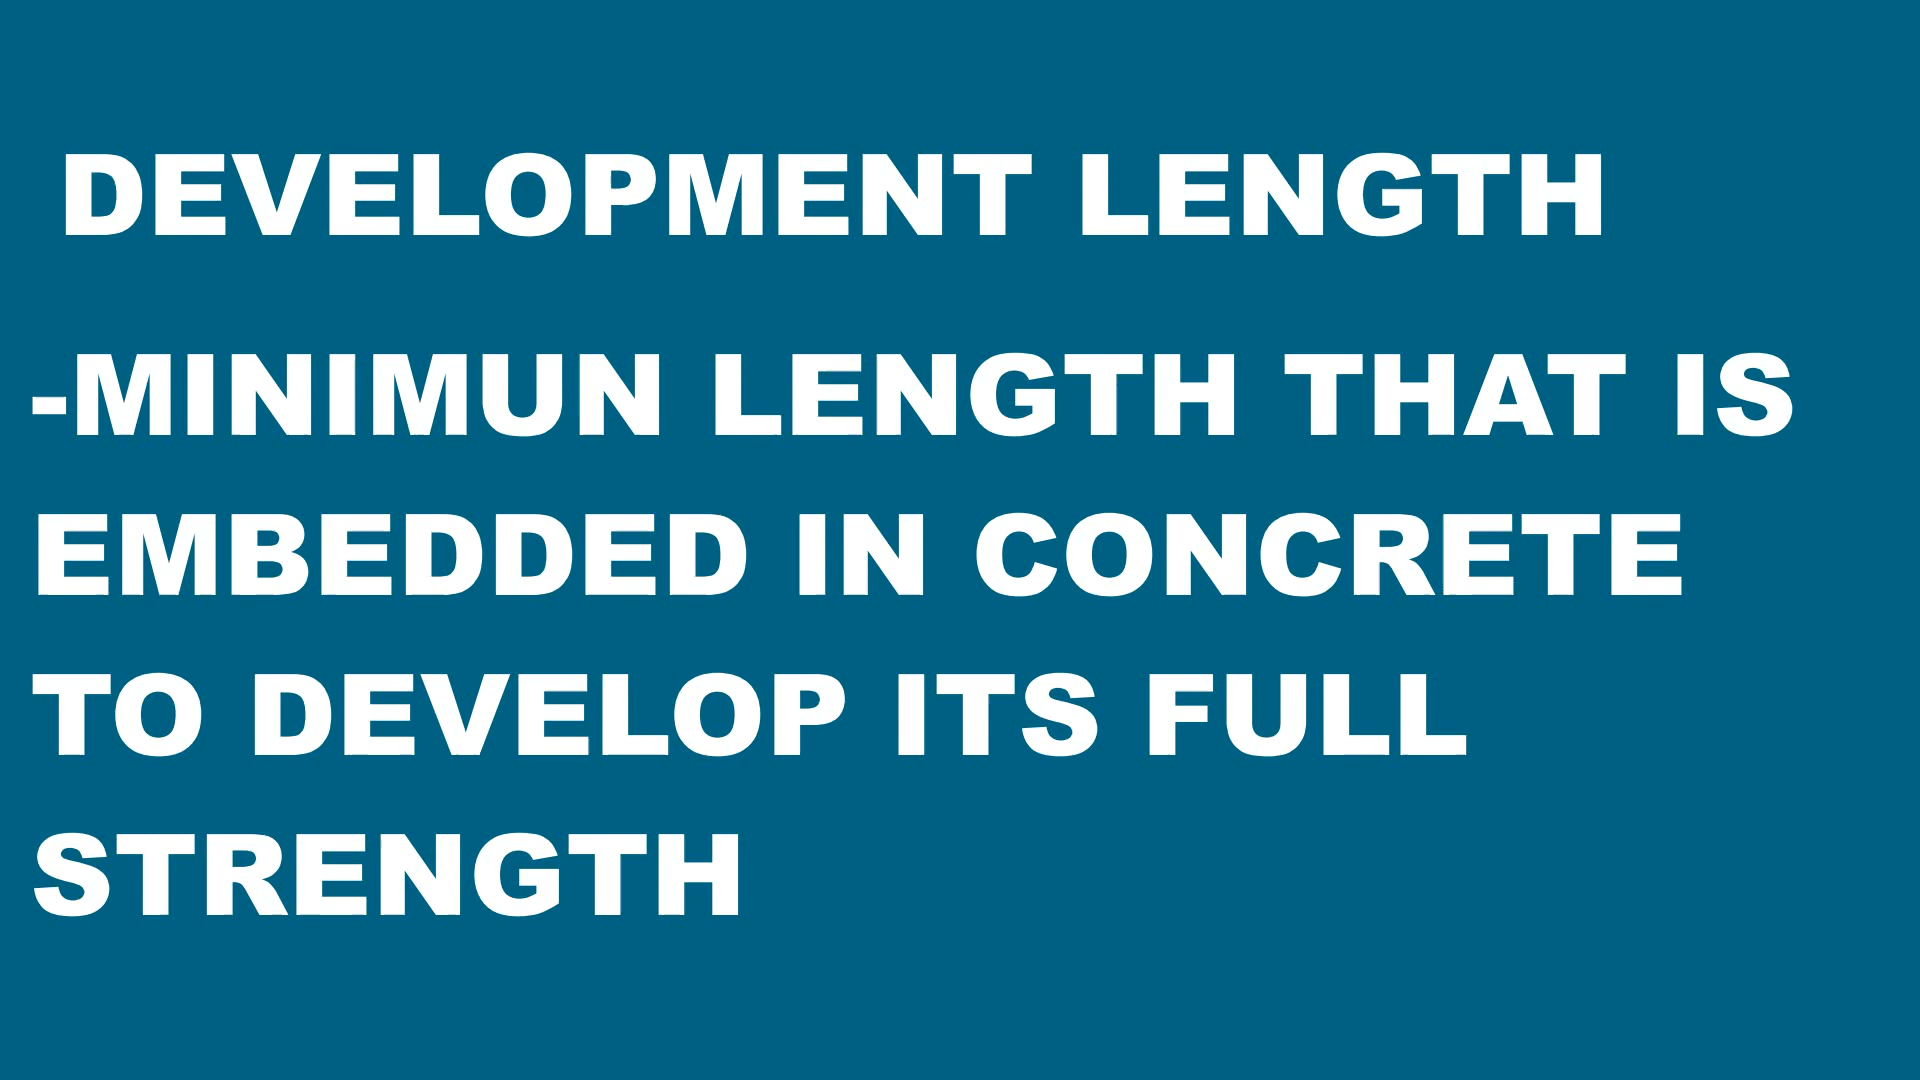 DEVELOPMENT LENGTH
-MINIMUN LENGTH THAT IS
EMBEDDED IN CONCRETE
TO DEVELOP ITS FULL
STRENGTH